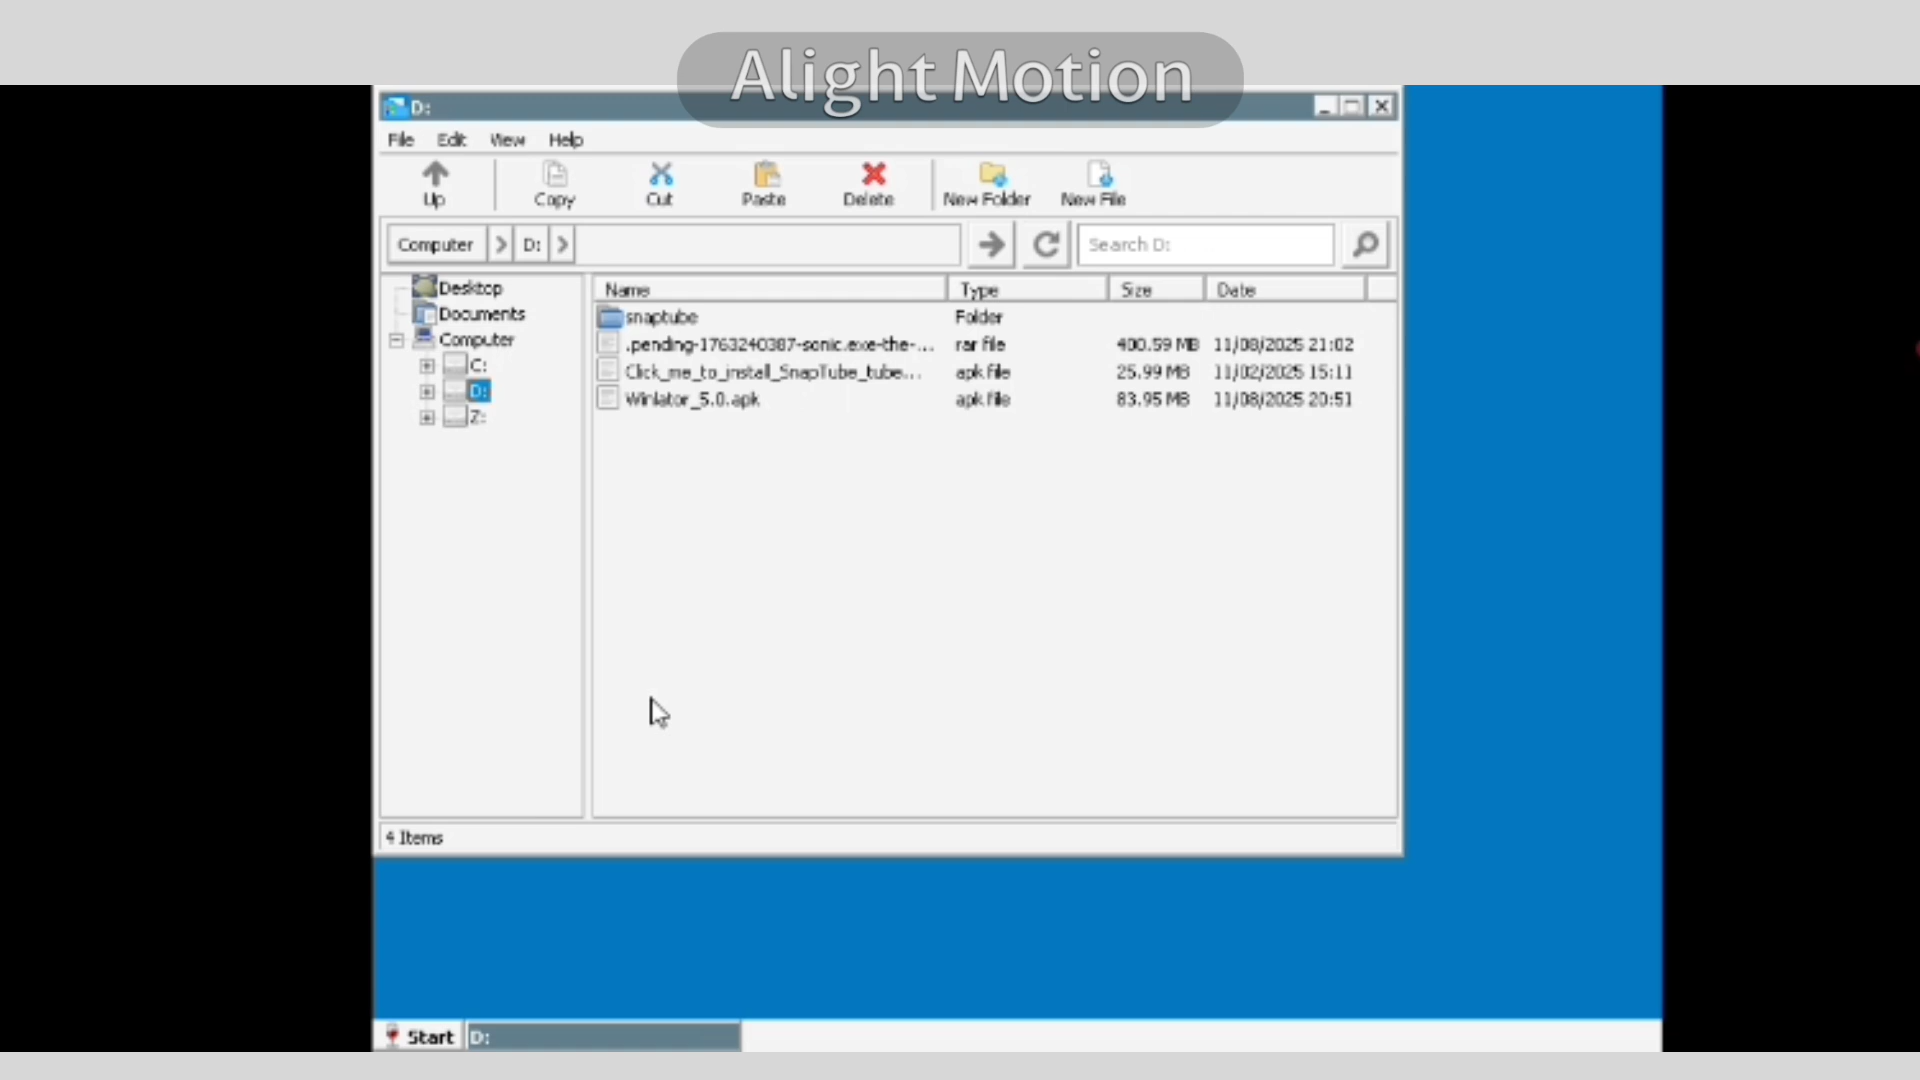 Alight Motion
D:
File Edit View Help
Up Copy Cut Paste Delete New Folder New File
Computer D: Search D:
Desktop
Documents
Computer
C:
D:
Z:
Name Type Size Date
snaptube Folder
.pending-1763240387-sonic.exe-the-... rar file 400.59 MB 11/08/2025 21:02
Click_me_to_install_SnapTube_tube... apk file 25.99 MB 11/02/2025 15:11
Winlator_5.0.apk apk file 83.95 MB 11/08/2025 20:51
4 Items
Start D: